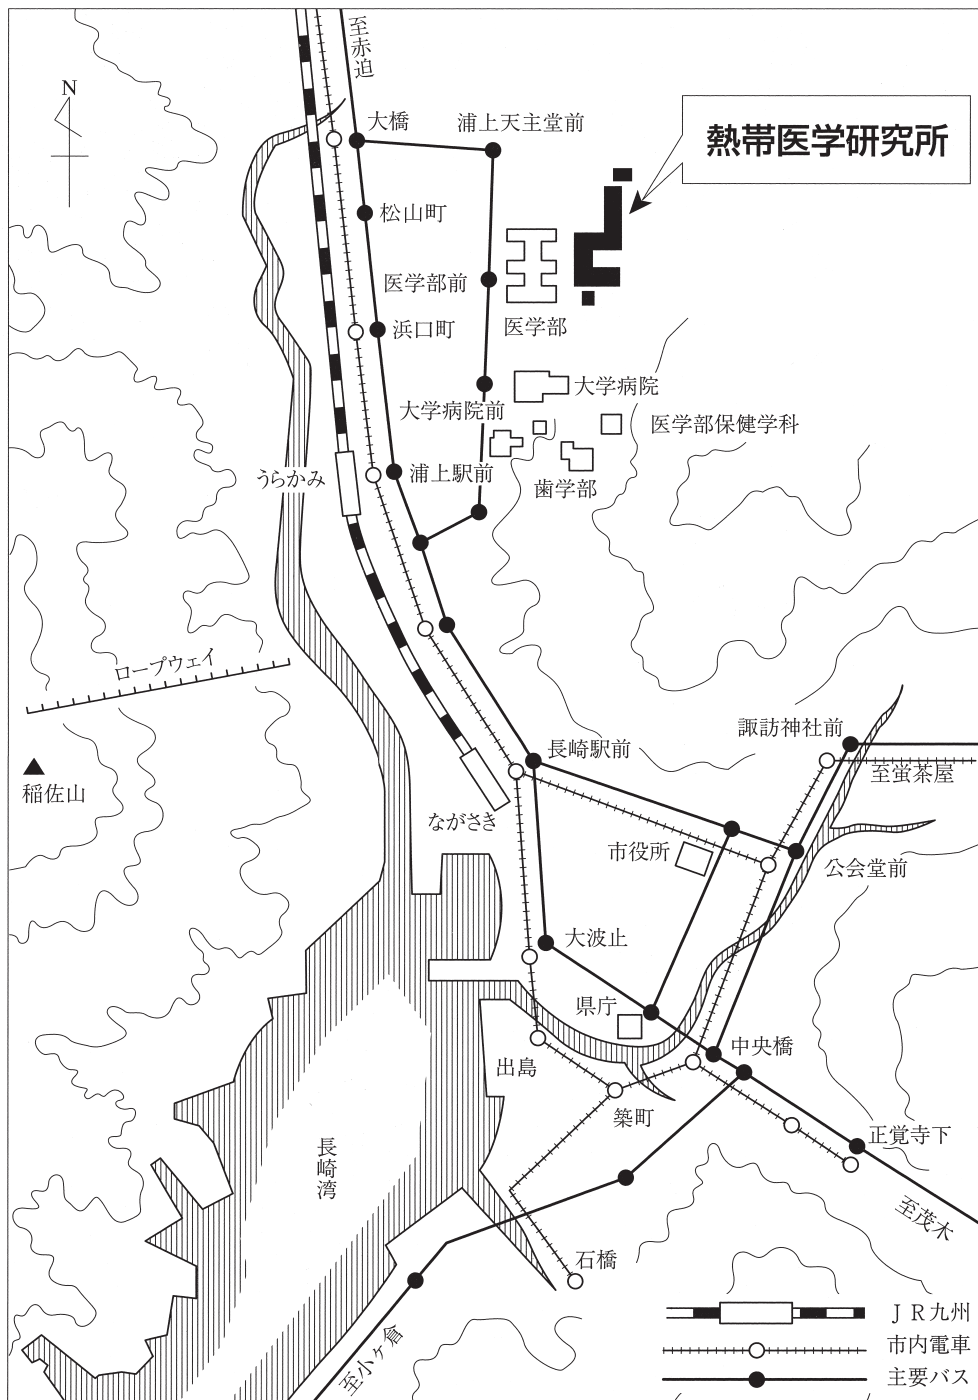 至赤迫
N
大橋
浦上天主堂前
熱帯医学研究所
松山町
医学部前
浜口町
医学部
大学病院
大学病院前
医学部保健学科
うらかみ
浦上駅前
歯学部
ロープウェイ
諏訪神社前
長崎駅前
至蛍茶屋
稲佐山
ながさき
市役所
公会堂前
大波止
県庁
中央橋
出島
築町
正覚寺下
長崎湾
至茂木
石橋
JR九州
市内電車
至小ヶ倉
主要バス